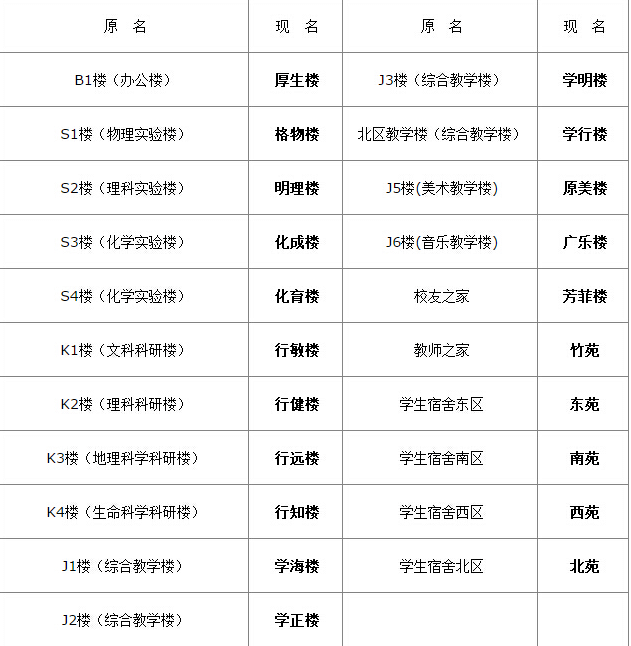 原 名 现 名 原 名 现 名
B1楼（办公楼） 厚生楼 J3楼（综合教学楼） 学明楼
S1楼（物理实验楼） 格物楼 北区教学楼（综合教学楼） 学行楼
S2楼（理科实验楼） 明理楼 J5楼(美术教学楼) 原美楼
S3楼（化学实验楼） 化成楼 J6楼(音乐教学楼) 广乐楼
S4楼（化学实验楼） 化育楼 校友之家 芳菲楼
K1楼（文科科研楼） 行敏楼 教师之家 竹苑
K2楼（理科科研楼） 行健楼 学生宿舍东区 东苑
K3楼（地理科学科研楼） 行远楼 学生宿舍南区 南苑
K4楼（生命科学科研楼） 行知楼 学生宿舍西区 西苑
J1楼（综合教学楼） 学海楼 学生宿舍北区 北苑
J2楼（综合教学楼） 学正楼